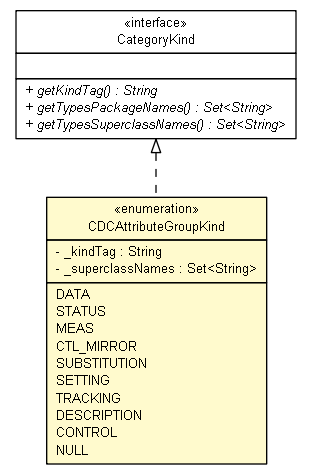 «interface»
CategoryKind
+ getKindTag() : String
+ getTypesPackageNames() : Set<String>
+ getTypesSuperclassNames() : Set<String>
«enumeration»
CDCAttributeGroupKind
- _kindTag : String
- _superclassNames : Set<String>
DATA
STATUS
MEAS
CTL_MIRROR
SUBSTITUTION
SETTING
TRACKING
DESCRIPTION
CONTROL
NULL